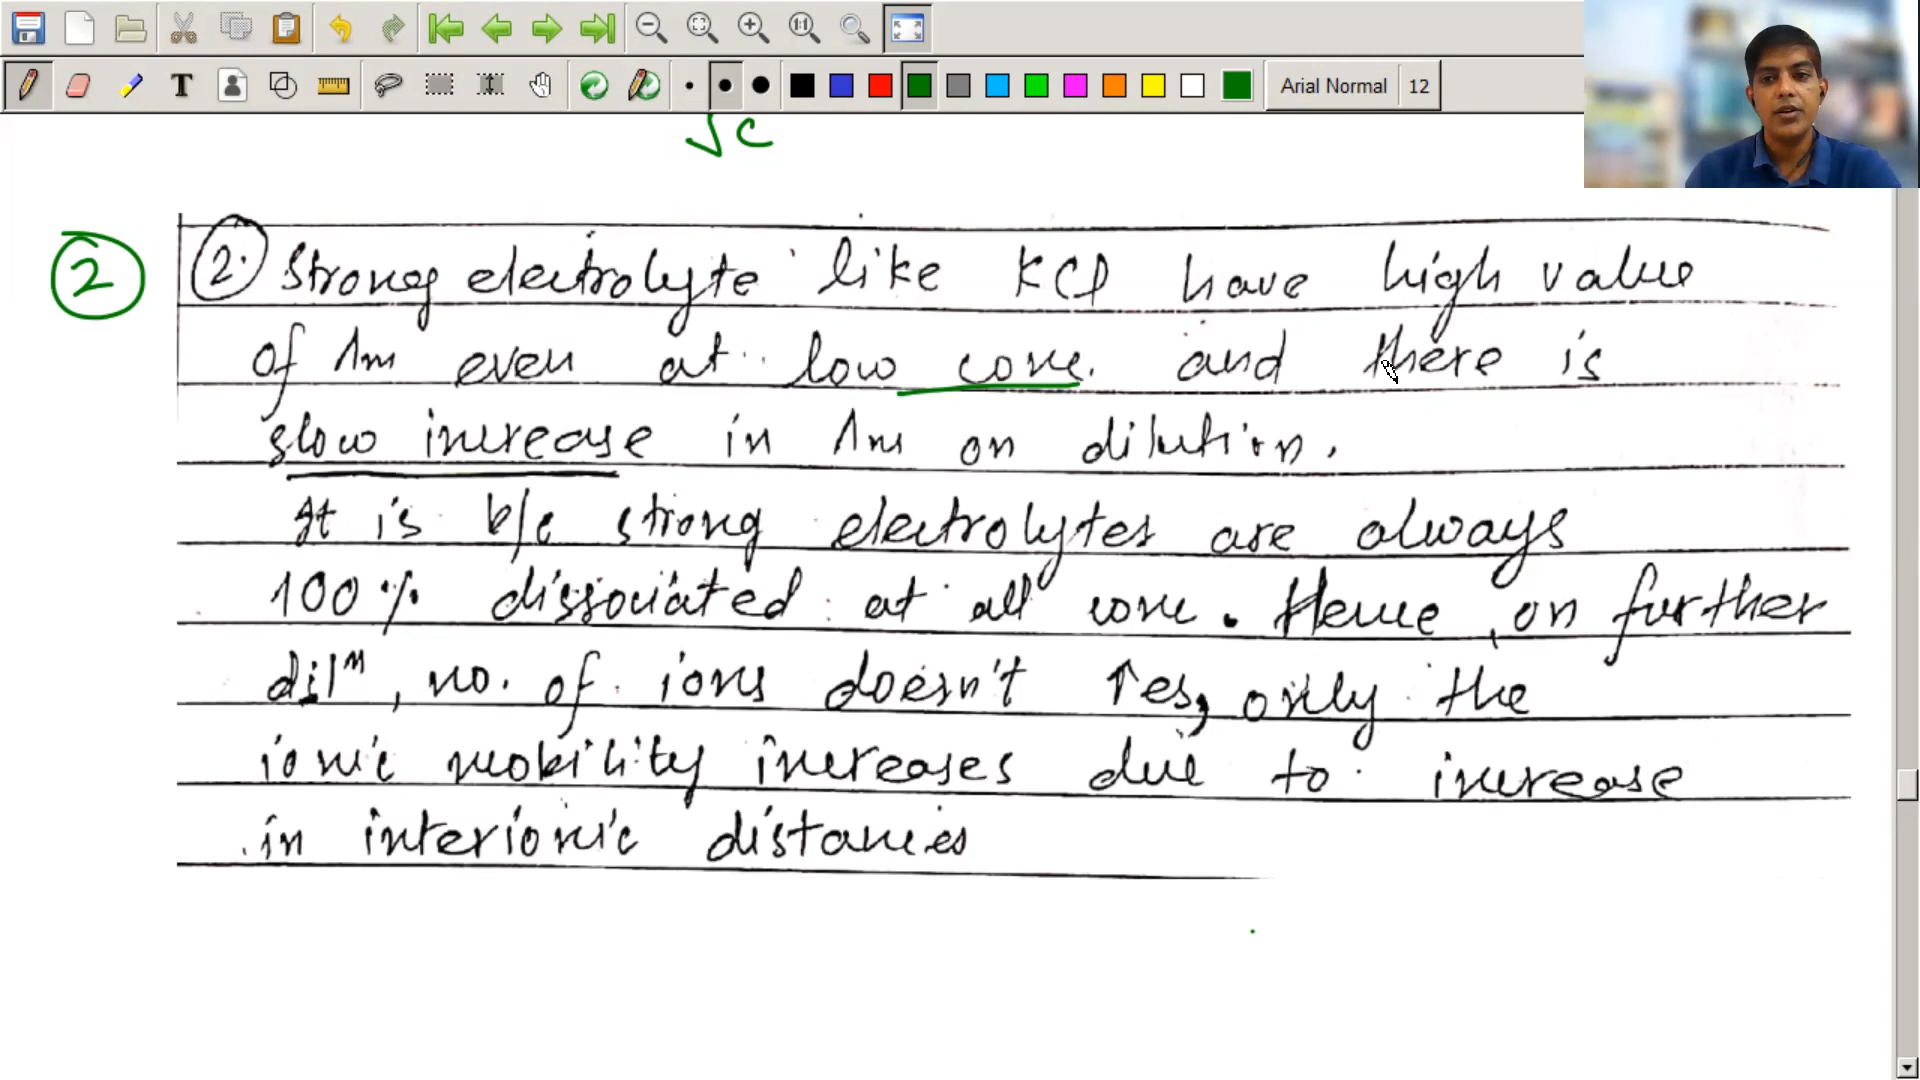 Arial Normal 12
√c
② ②. Strong electrolyte like KCl have high value
of Λm even at low conc. and there is
slow increase in Λm on dilution.
It is b/c strong electrolytes are always
100% dissociated at all conc. Hence, on further
dilⁿ, no. of ions doesn't ↑es, only the
ionic mobility increases due to increase
in interionic distances